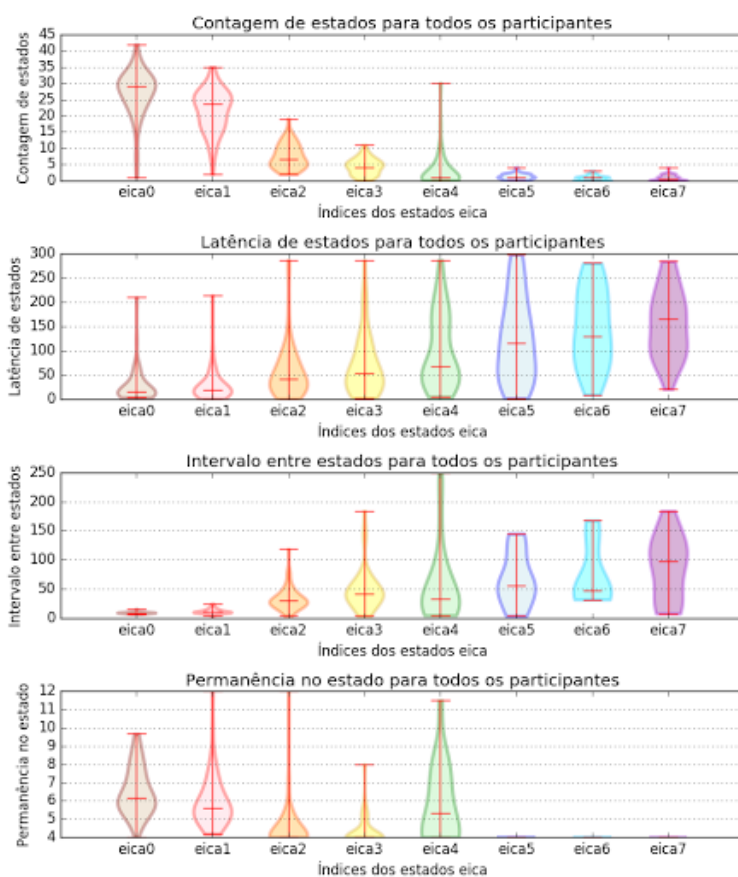 Contagem de estados para todos os participantes
Contagem de estados
45
40
35
30
25
20
15
10
5
0
eica0 eica1 eica2 eica3 eica4 eica5 eica6 eica7
Índices dos estados eica
Latência de estados para todos os participantes
Latência de estados
300
250
200
150
100
50
0
eica0 eica1 eica2 eica3 eica4 eica5 eica6 eica7
Índices dos estados eica
Intervalo entre estados para todos os participantes
Intervalo entre estados
250
200
150
100
50
0
eica0 eica1 eica2 eica3 eica4 eica5 eica6 eica7
Índices dos estados eica
Permanência no estado para todos os participantes
Permanência no estado
12
11
10
9
8
7
6
5
4
eica0 eica1 eica2 eica3 eica4 eica5 eica6 eica7
Índices dos estados eica